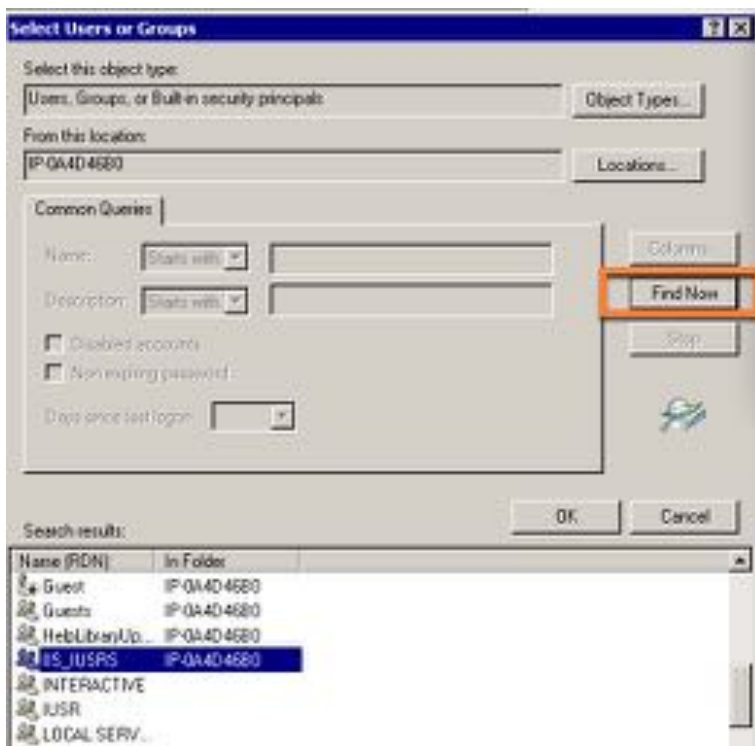 Select Users or Groups
Select this object type:
Users, Groups, or Built-in security principals
Object Types...
From this location:
IP-0A4D46B0
Locations...
Common Queries
Name:
Starts with
Columns...
Description:
Starts with
Find Now
Disabled accounts
Stop
Non expiring password
Days since last logon:
OK
Cancel
Search results:
Name (RDN)
In Folder
Guest IP-0A4D46B0
Guests IP-0A4D46B0
HelpLibraryUp... IP-0A4D46B0
IIS_IUSRS IP-0A4D46B0
INTERACTIVE
IUSR
LOCAL SERV...